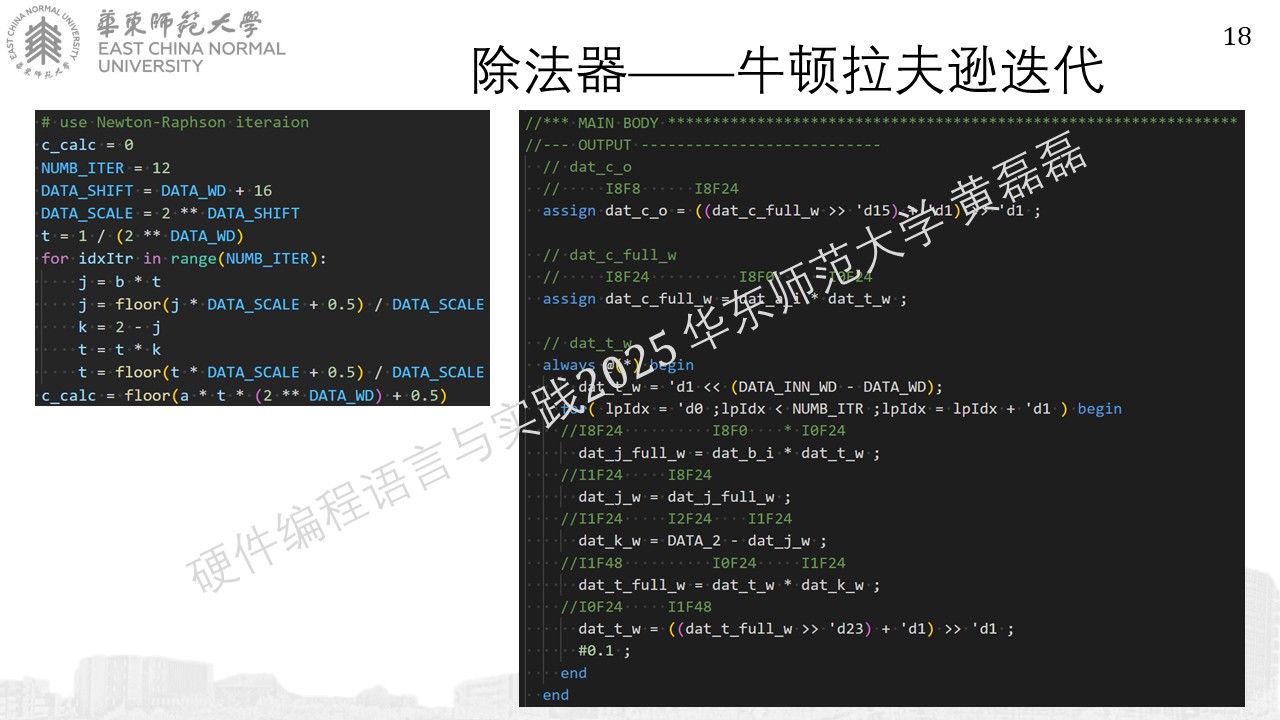 華東師範大學
EAST CHINA NORMAL
UNIVERSITY
EAST CHINA NORMAL UNIVERSITY
華東師範大學
18
除法器——牛顿拉夫逊迭代
# use Newton-Raphson iteraion
c_calc = 0
NUMB_ITER = 12
DATA_SHIFT = DATA_WD + 16
DATA_SCALE = 2 ** DATA_SHIFT
t = 1 / (2 ** DATA_WD)
for idxItr in range(NUMB_ITER):
j = b * t
j = floor(j * DATA_SCALE + 0.5) / DATA_SCALE
k = 2 - j
t = t * k
t = floor(t * DATA_SCALE + 0.5) / DATA_SCALE
c_calc = floor(a * t * (2 ** DATA_WD) + 0.5)
//*** MAIN BODY ****************************************************************
//--- OUTPUT ---------------------------
// dat_c_o
// I8F8 I8F24
assign dat_c_o = ((dat_c_full_w >> 'd15) + 'd1) >> 'd1 ;
// dat_c_full_w
// I8F24 I8F0 I0F24
assign dat_c_full_w = dat_a_i * dat_t_w ;
// dat_t_w
always @(*) begin
dat_t_w = 'd1 << (DATA_INN_WD - DATA_WD);
for( lpIdx = 'd0 ;lpIdx < NUMB_ITR ;lpIdx = lpIdx + 'd1 ) begin
//I8F24 I8F0 * I0F24
dat_j_full_w = dat_b_i * dat_t_w ;
//I1F24 I8F24
dat_j_w = dat_j_full_w ;
//I1F24 I2F24 I1F24
dat_k_w = DATA_2 - dat_j_w ;
//I1F48 I0F24 I1F24
dat_t_full_w = dat_t_w * dat_k_w ;
//I0F24 I1F48
dat_t_w = ((dat_t_full_w >> 'd23) + 'd1) >> 'd1 ;
#0.1 ;
end
end
硬件编程语言与实践2025 华东师范大学 黄磊磊